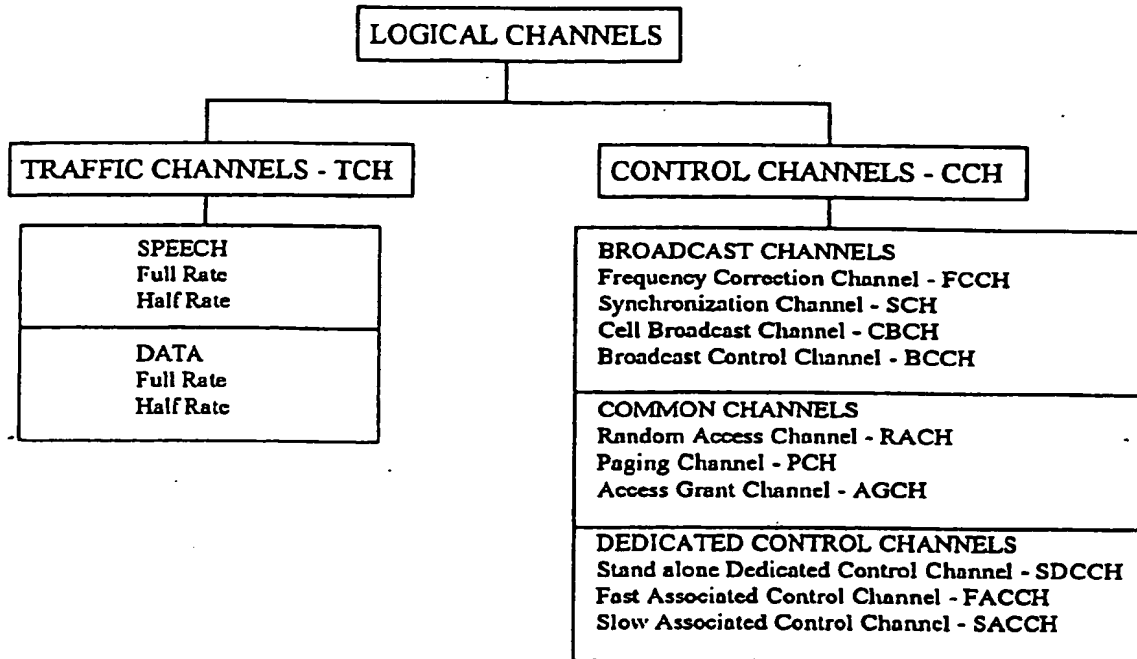 LOGICAL CHANNELS
TRAFFIC CHANNELS - TCH
CONTROL CHANNELS - CCH
SPEECH
Full Rate
Half Rate
DATA
Full Rate
Half Rate
BROADCAST CHANNELS
Frequency Correction Channel - FCCH
Synchronization Channel - SCH
Cell Broadcast Channel - CBCH
Broadcast Control Channel - BCCH
COMMON CHANNELS
Random Access Channel - RACH
Paging Channel - PCH
Access Grant Channel - AGCH
DEDICATED CONTROL CHANNELS
Stand alone Dedicated Control Channel - SDCCH
Fast Associated Control Channel - FACCH
Slow Associated Control Channel - SACCH